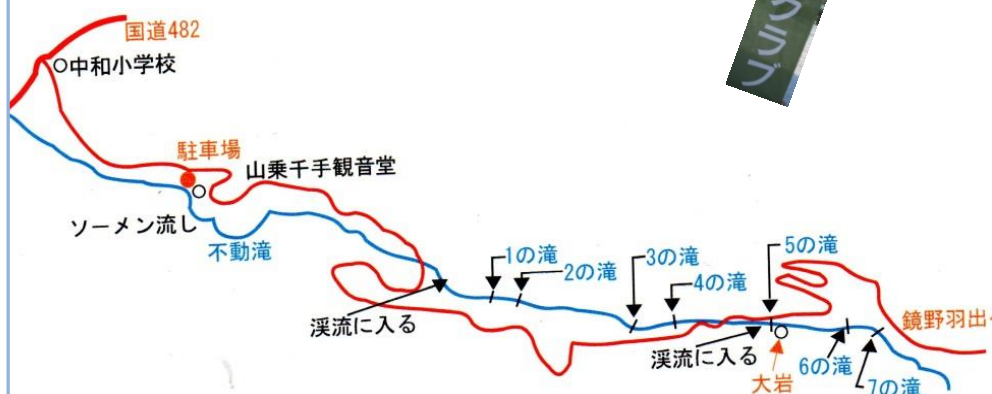 国道482
中和小学校
クラブ
駐車場
山乗千手観音堂
ソーメン流し
不動滝
1の滝
2の滝
3の滝
4の滝
5の滝
渓流に入る
渓流に入る
鏡野羽出
大岩
6の滝
7の滝